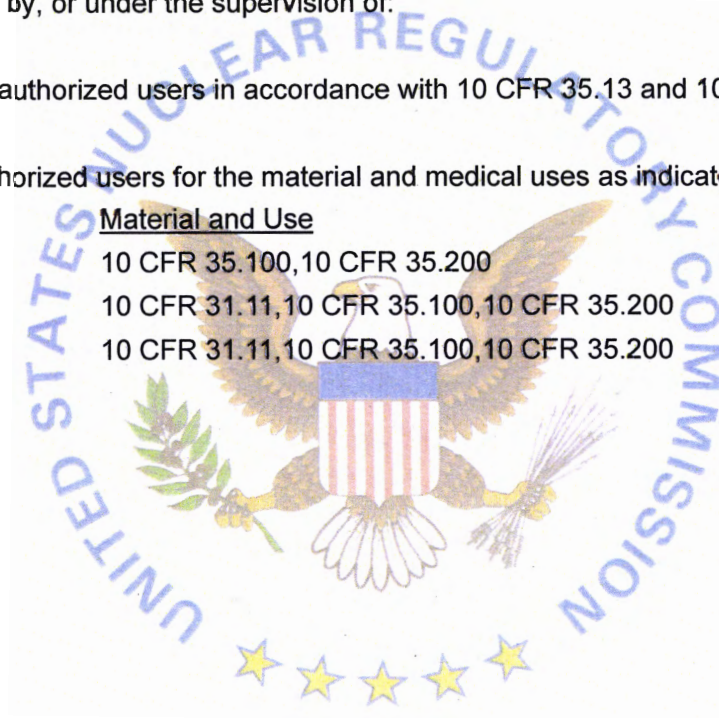 by, or under the supervision of:
authorized users in accordance with 10 CFR 35.13 and 10
users for the material and medical uses as
Material and Use
10 CFR 35.100,10 CFR 35.200
10 CFR 31.11,10 CFR 35.100,10 CFR 35.200
10 CFR 31.11,10 CFR 35.100,10 CFR 35.200
UNITED STATES NUCLEAR REGULATORY COMMISSION